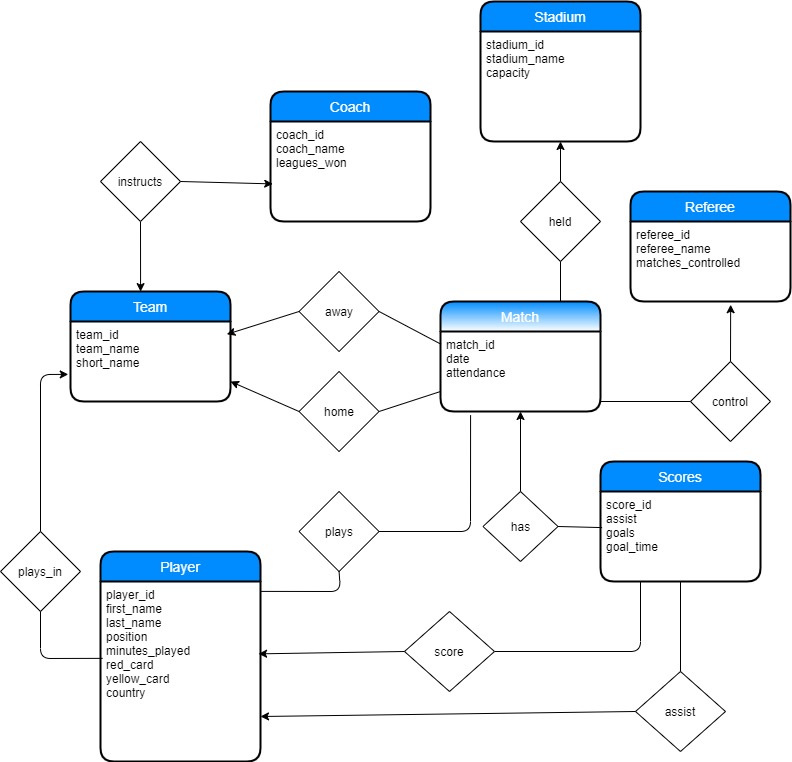 Stadium
stadium_id
stadium_name
capacity
Coach
coach_id
coach_name
leagues_won
instructs
held
Referee
referee_id
referee_name
matches_controlled
Team
team_id
team_name
short_name
away
Match
match_id
date
attendance
home
control
Scores
score_id
assist
goals
goal_time
has
plays
plays_in
Player
player_id
first_name
last_name
position
minutes_played
red_card
yellow_card
country
score
assist